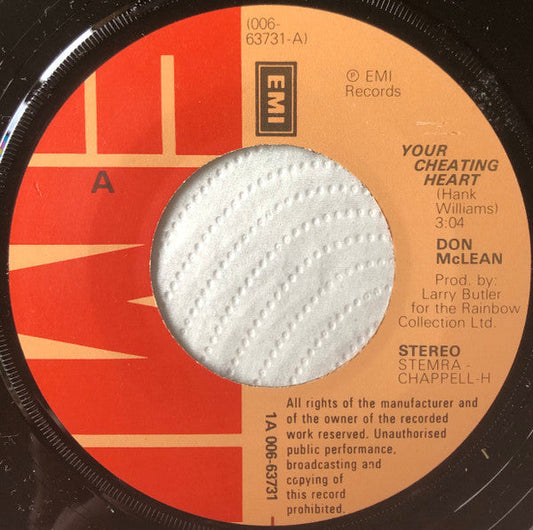 (006-
63731-A)
EMI
℗ EMI
Records
A
YOUR
CHEATING
HEART
(Hank
Williams)
3:04
DON
McLEAN
Prod. by:
Larry Butler
for the Rainbow
Collection Ltd.
STEREO
STEMRA -
CHAPPELL-H
1A 006-63731
All rights of the manufacturer and
of the owner of the recorded
work reserved. Unauthorised
public performance,
broadcasting and
copying of
this record
prohibited.